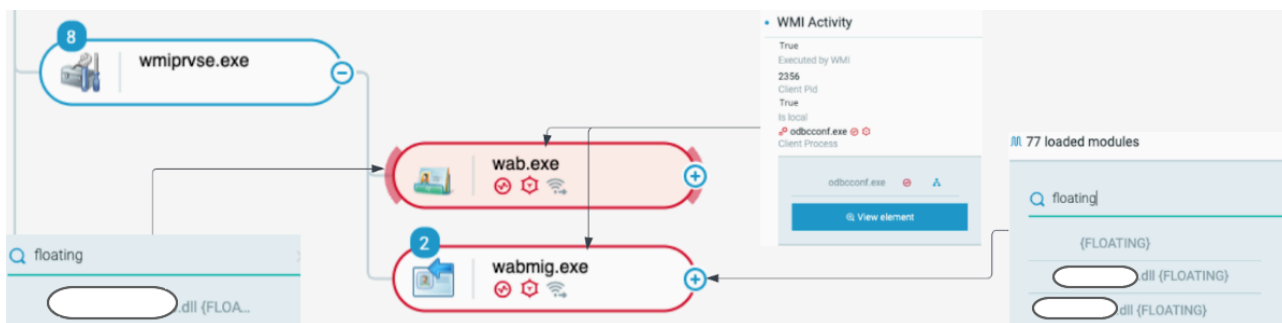 8
wmiprvse.exe
WMI Activity
True
Executed by WMI
2356
Client Pid
True
Is local
odbcconf.exe
Client Process
odbcconf.exe
View element
wab.exe
2
wabmig.exe
floating
.dll {FLOA...
77 loaded modules
floating
{FLOATING}
.dll {FLOATING}
dll {FLOATING}